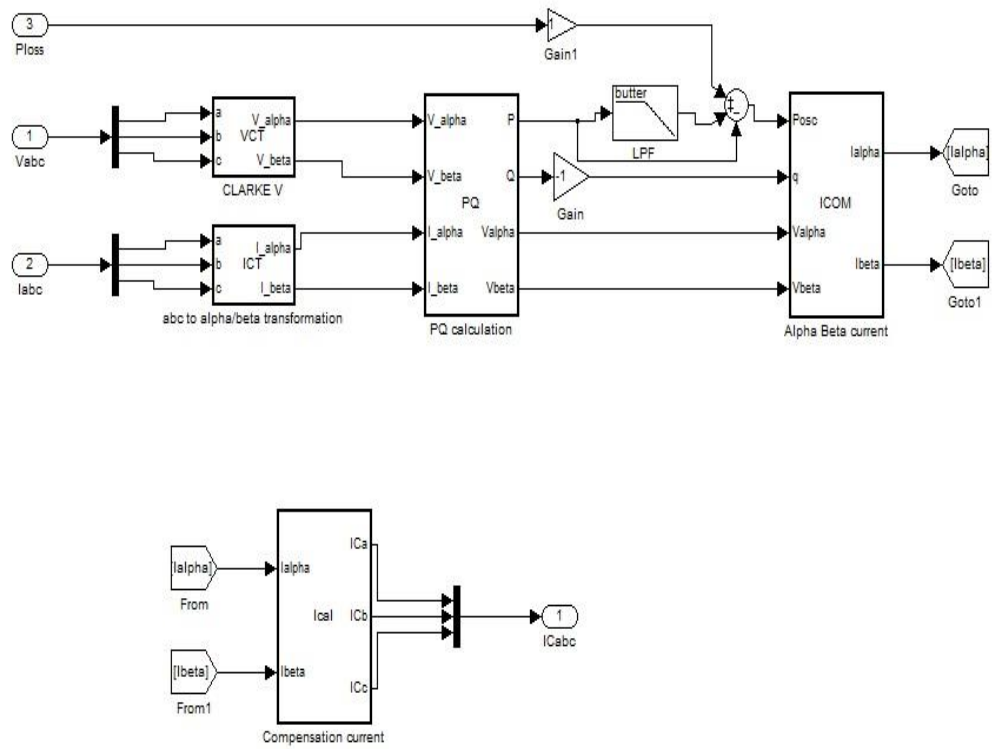 3
Ploss
1
Gain1
1
Vabc
a
b
c
VCT
V_alpha
V_beta
CLARKE V
2
Iabc
a
b
c
ICT
I_alpha
I_beta
abc to alpha/beta transformation
V_alpha
V_beta
I_alpha
I_beta
PQ
P
Q
Valpha
Vbeta
PQ calculation
butter
LPF
-1
Gain
+
+
-
Posc
q
Valpha
Vbeta
ICOM
Ialpha
Ibeta
Alpha Beta current
[Ialpha]
Goto
[Ibeta]
Goto1
[Ialpha]
From
[Ibeta]
From1
Ialpha
Ibeta
Ical
ICa
ICb
ICc
Compensation current
1
ICabc